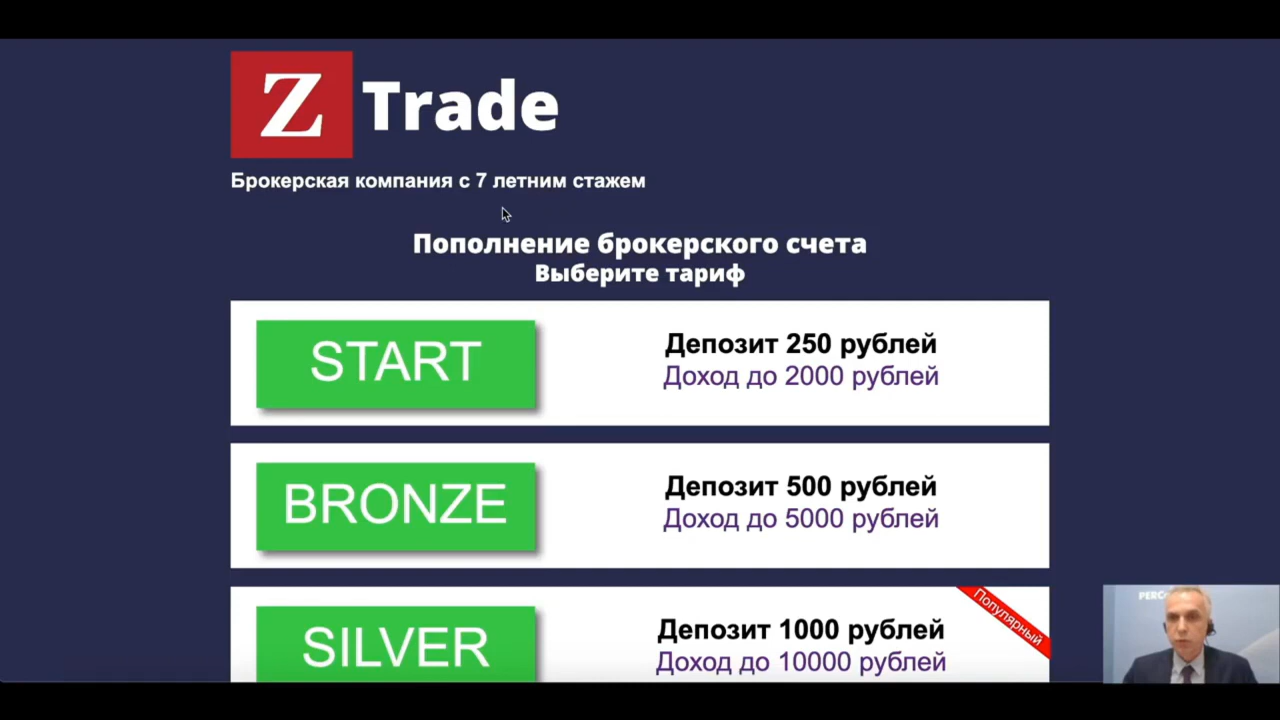 Z Trade
Брокерская компания с 7 летним стажем
Пополнение брокерского счета
Выберите тариф
START
Депозит 250 рублей
Доход до 2000 рублей
BRONZE
Депозит 500 рублей
Доход до 5000 рублей
Популярный
SILVER
Депозит 1000 рублей
Доход до 10000 рублей